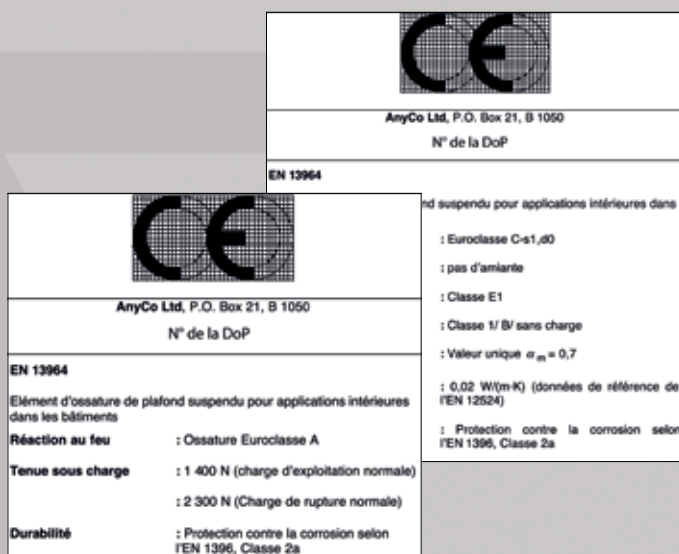 CE
AnyCo Ltd, P.O. Box 21, B 1050
N° de la DoP
EN 13964
nd suspendu pour applications intérieures dans
: Euroclasse C-s1,d0
: pas d'amiante
: Classe E1
: Classe 1/ B/ sans charge
: Valeur unique α m = 0,7
: 0,02 W/(m·K) (données de référence de
l'EN 12524)
: Protection contre la corrosion selon
l'EN 1396, Classe 2a
CE
AnyCo Ltd, P.O. Box 21, B 1050
N° de la DoP
EN 13964
Elément d'ossature de plafond suspendu pour applications intérieures
dans les bâtiments
Réaction au feu : Ossature Euroclasse A
Tenue sous charge : 1 400 N (charge d'exploitation normale)
: 2 300 N (Charge de rupture normale)
Durabilité : Protection contre la corrosion selon
l'EN 1396, Classe 2a